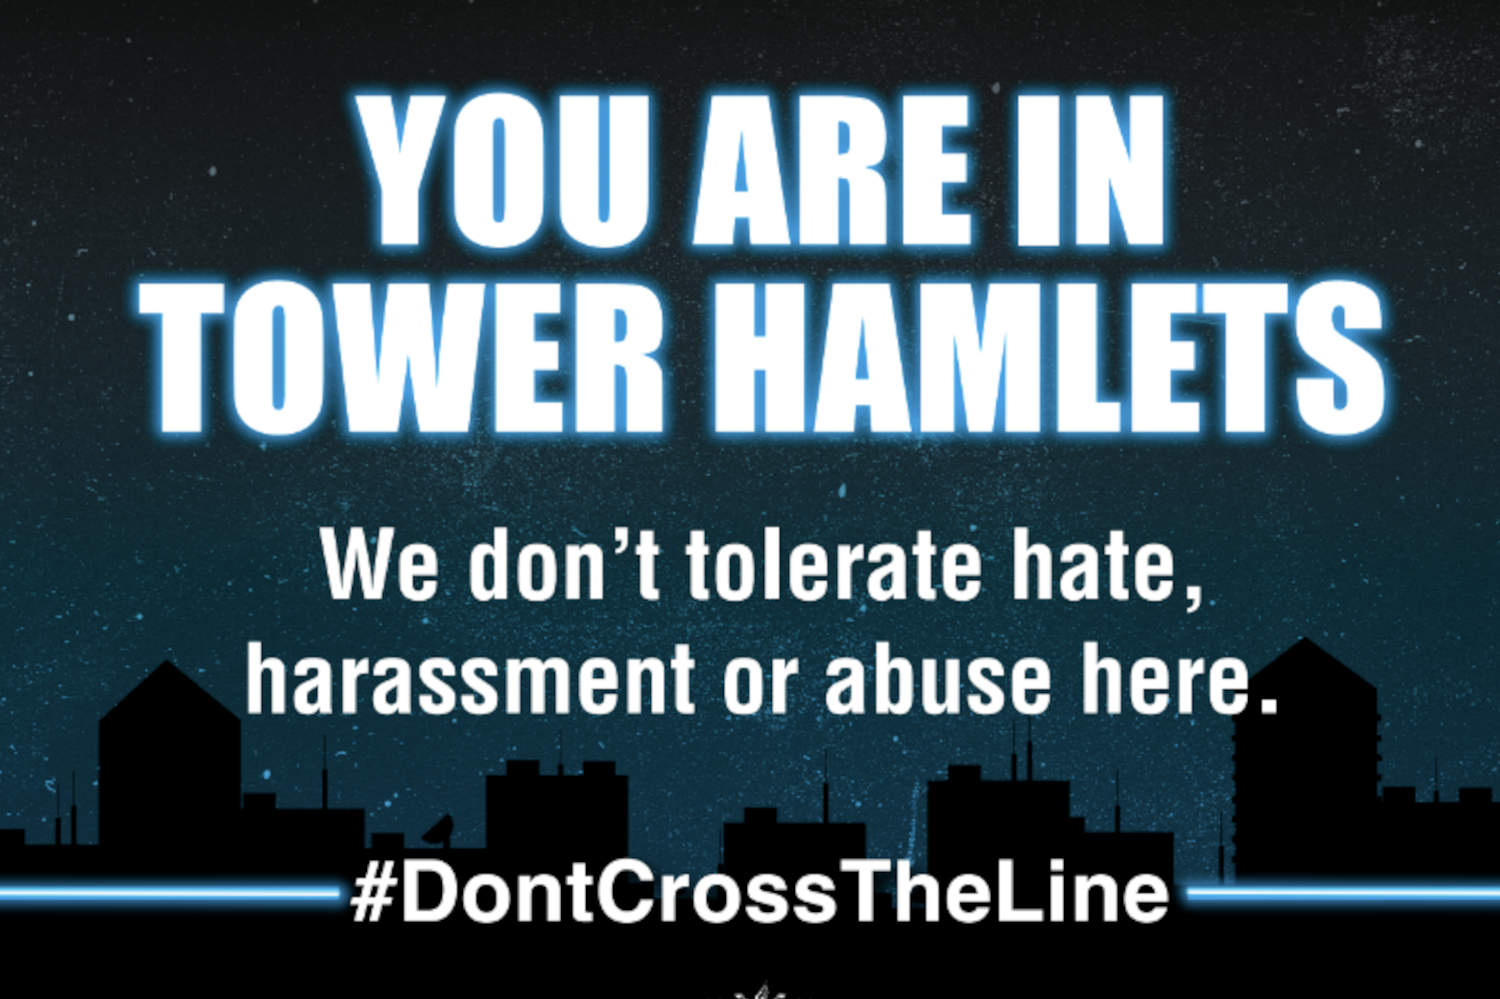 YOU ARE IN
TOWER HAMLETS
We don’t tolerate hate,
harassment or abuse here.
#DontCrossTheLine